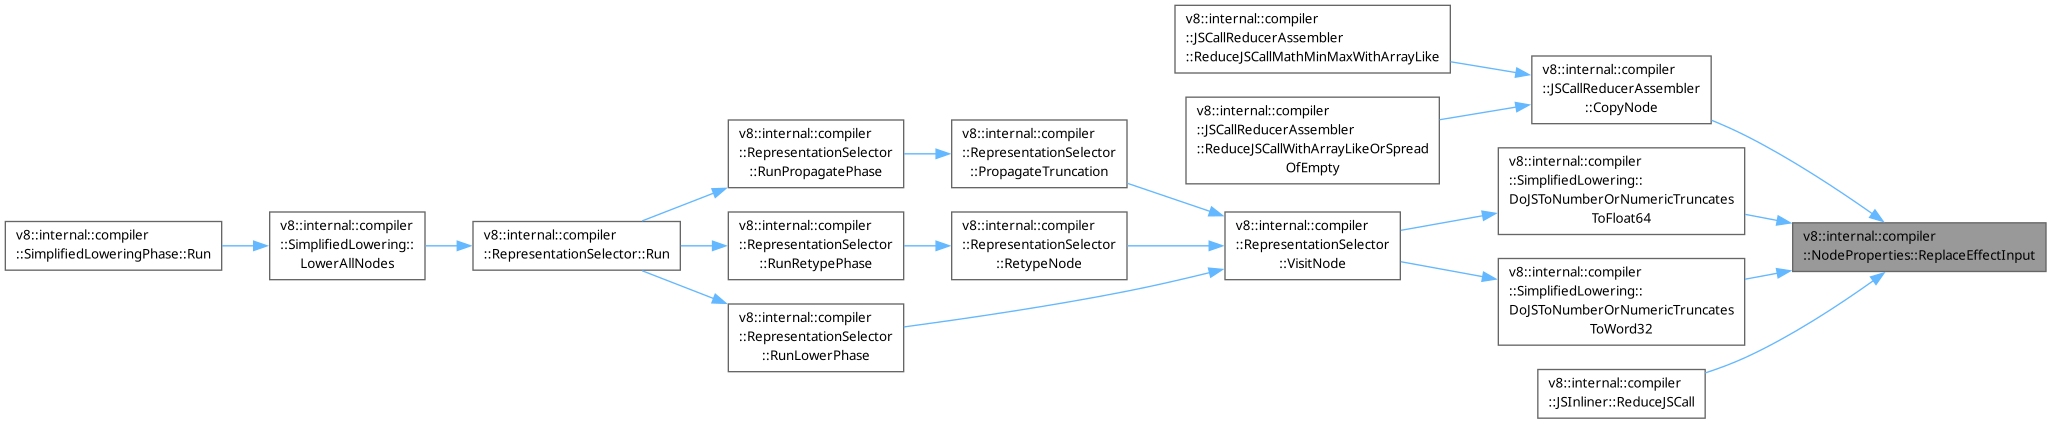 v8::internal::compiler
::SimplifiedLoweringPhase::Run
v8::internal::compiler
::SimplifiedLowering::
LowerAllNodes
v8::internal::compiler
::RepresentationSelector::Run
v8::internal::compiler
::RepresentationSelector
::RunPropagatePhase
v8::internal::compiler
::RepresentationSelector
::RunRetypePhase
v8::internal::compiler
::RepresentationSelector
::RunLowerPhase
v8::internal::compiler
::RepresentationSelector
::PropagateTruncation
v8::internal::compiler
::RepresentationSelector
::RetypeNode
v8::internal::compiler
::JSCallReducerAssembler
::ReduceJSCallMathMinMaxWithArrayLike
v8::internal::compiler
::JSCallReducerAssembler
::ReduceJSCallWithArrayLikeOrSpread
OfEmpty
v8::internal::compiler
::RepresentationSelector
::VisitNode
v8::internal::compiler
::JSCallReducerAssembler
::CopyNode
v8::internal::compiler
::SimplifiedLowering::
DoJSToNumberOrNumericTruncates
ToFloat64
v8::internal::compiler
::SimplifiedLowering::
DoJSToNumberOrNumericTruncates
ToWord32
v8::internal::compiler
::JSInliner::ReduceJSCall
v8::internal::compiler
::NodeProperties::ReplaceEffectInput